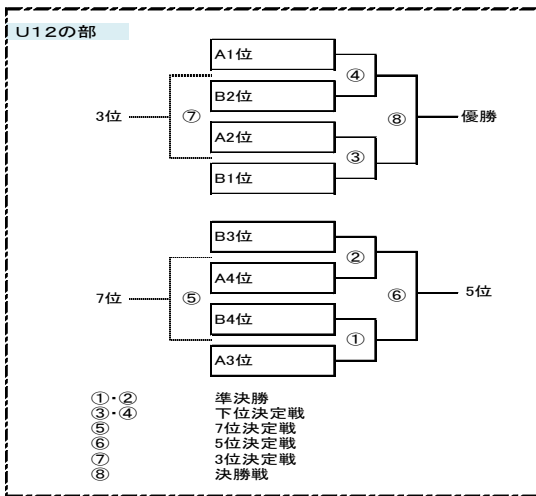 U12の部
A1位
④
B2位
3位
⑦
⑧
優勝
A2位
③
B1位
B3位
②
A4位
7位
⑤
⑥
5位
B4位
①
A3位
①・② 準決勝
③・④ 下位決定戦
⑤ 7位決定戦
⑥ 5位決定戦
⑦ 3位決定戦
⑧ 決勝戦